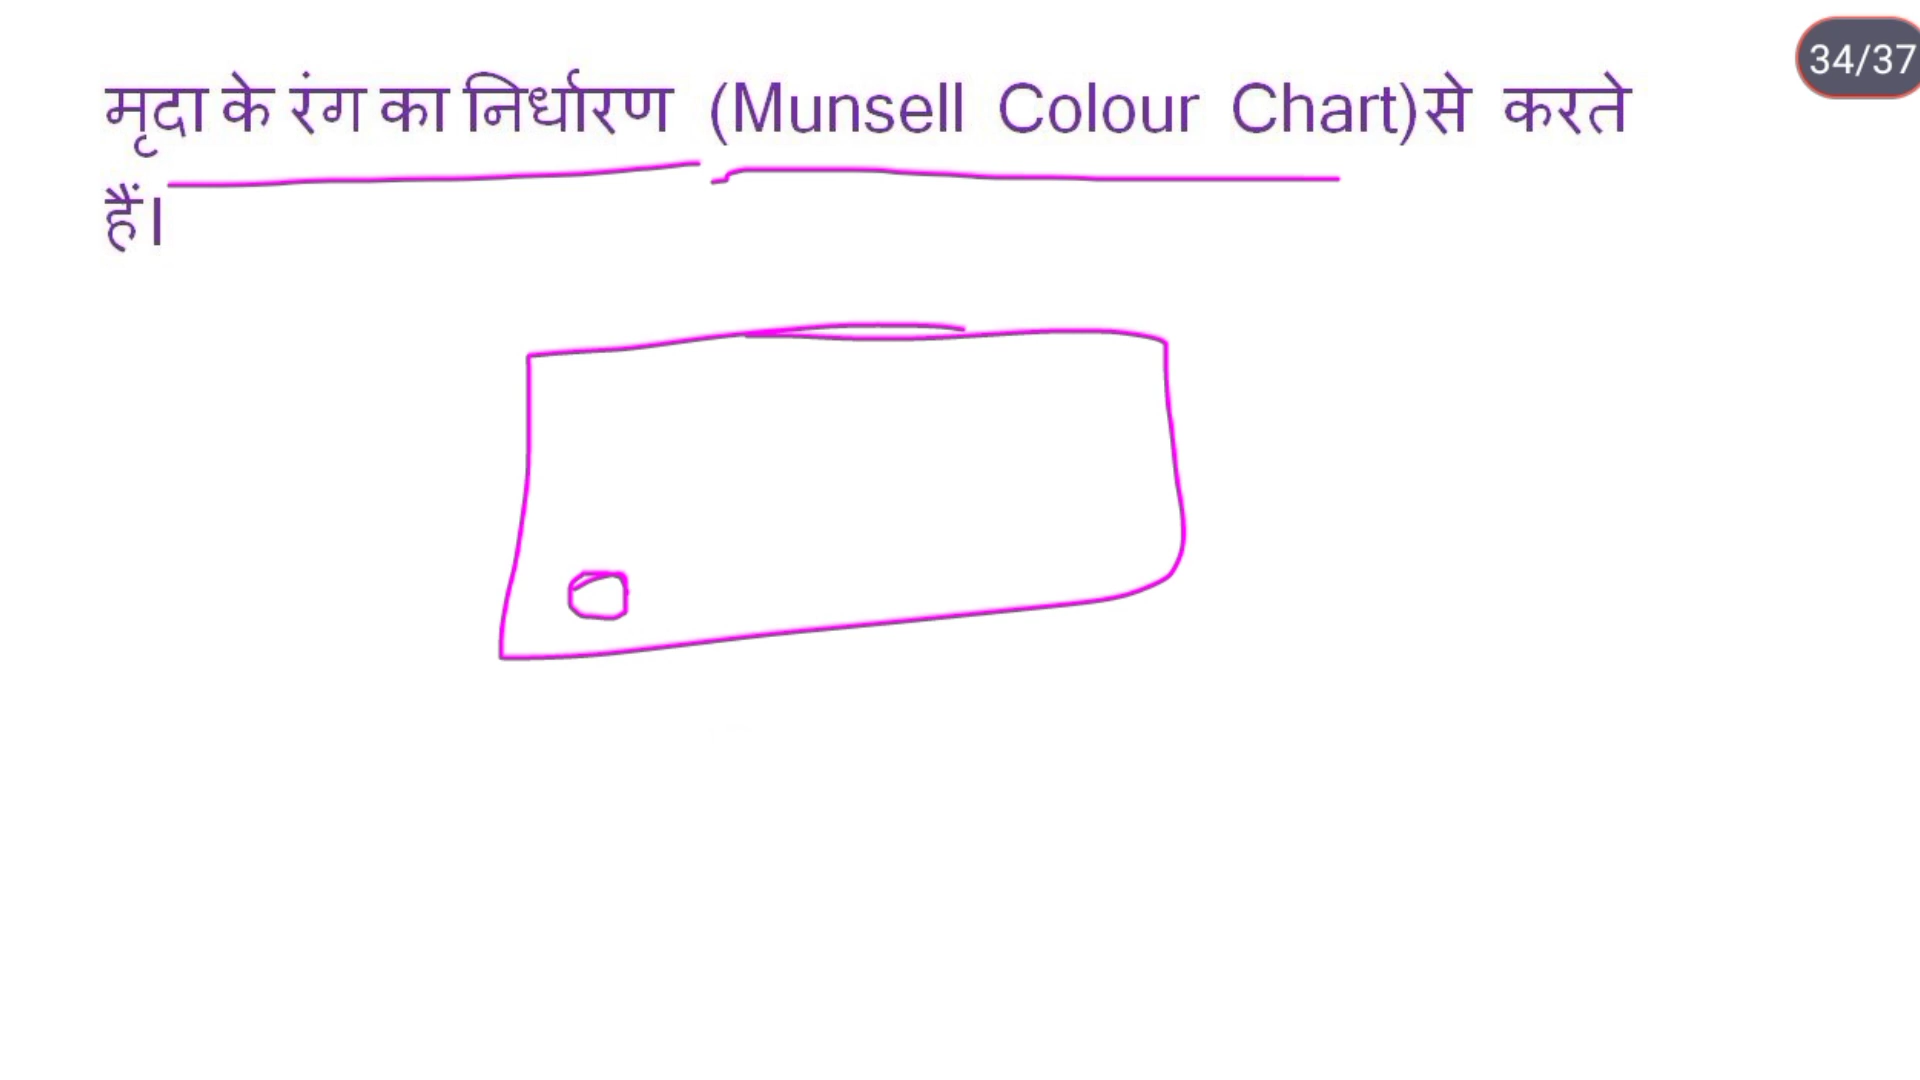 34/37
मृदा के रंग का निर्धारण (Munsell Colour Chart)से करते
हैं।